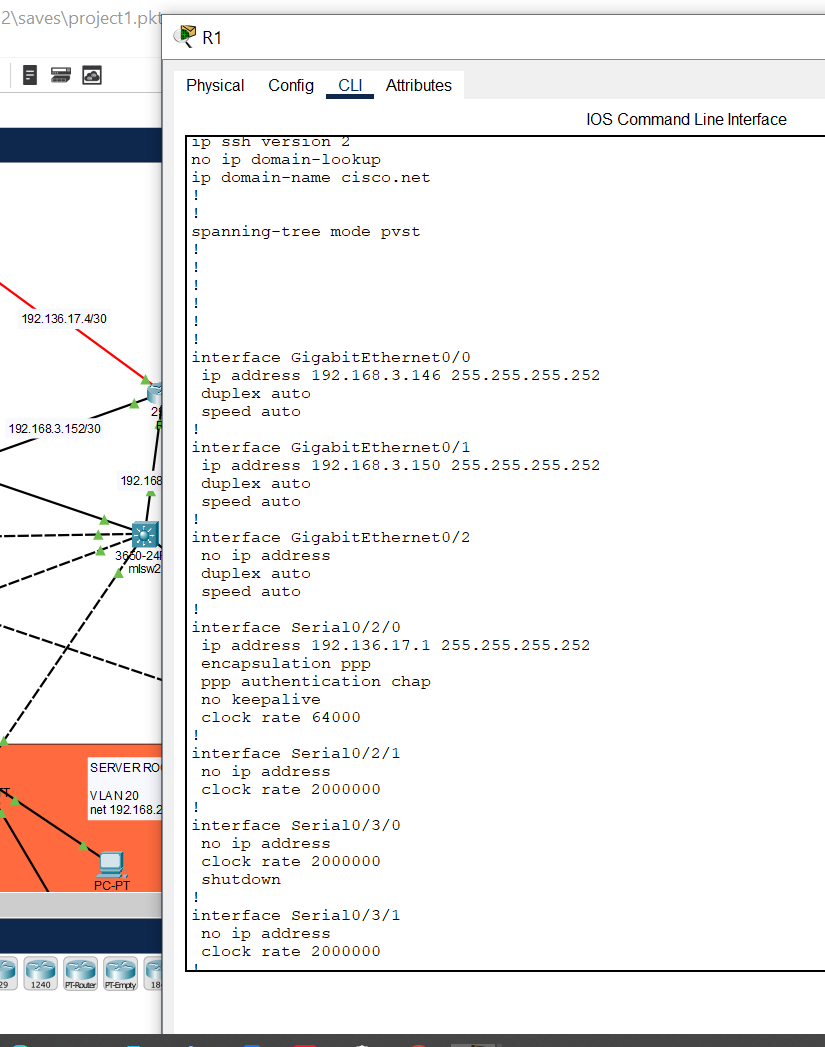 2\saves\project1.pkt
R1
Physical Config CLI Attributes
IOS Command Line Interface
ip ssh version 2
no ip domain-lookup
ip domain-name cisco.net
!
!
spanning-tree mode pvst
!
!
!
!
!
!
interface GigabitEthernet0/0
ip address 192.168.3.146 255.255.255.252
duplex auto
speed auto
!
interface GigabitEthernet0/1
ip address 192.168.3.150 255.255.255.252
duplex auto
speed auto
!
interface GigabitEthernet0/2
no ip address
duplex auto
speed auto
!
interface Serial0/2/0
ip address 192.136.17.1 255.255.255.252
encapsulation ppp
ppp authentication chap
no keepalive
clock rate 64000
!
interface Serial0/2/1
no ip address
clock rate 2000000
!
interface Serial0/3/0
no ip address
clock rate 2000000
shutdown
!
interface Serial0/3/1
no ip address
clock rate 2000000
!
192.136.17.4/30
192.168.3.152/30
192.168
3650-24
mlsw2
SERVER RO
VLAN 20
net 192.168.2
PC-PT
29
1240
PT-Router
PT-Empty
18